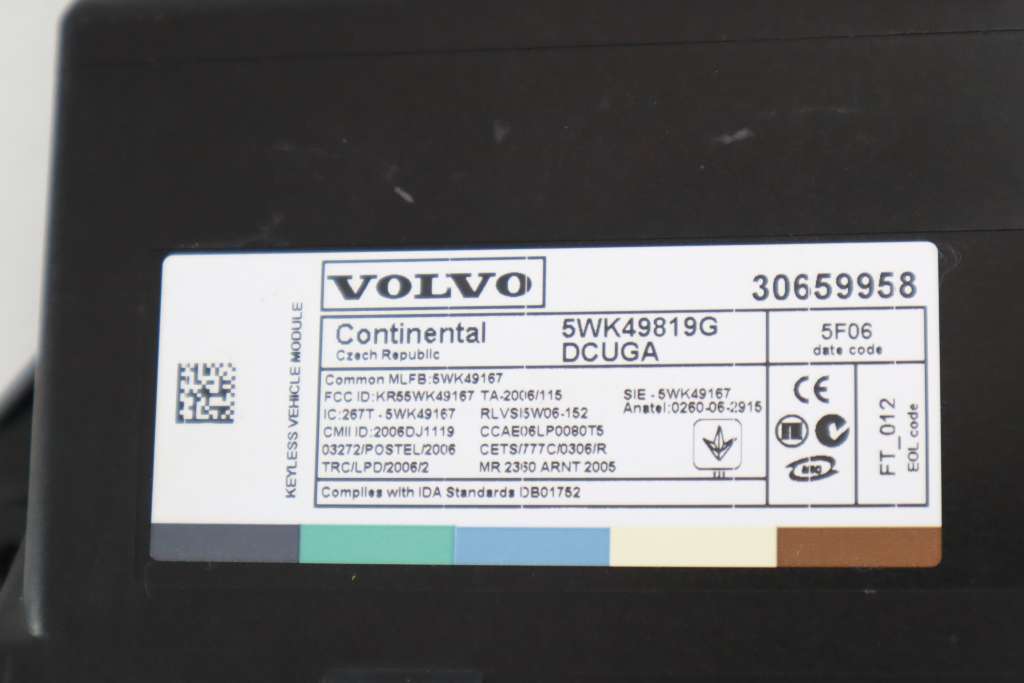 VOLVO
30659958
KEYLESS VEHICLE MODULE
Continental
Czech Republic
5WK49819G
DCUGA
5F06
date code
Common MLFB:5WK49167
FCC ID:KR55WK49167 TA-2006/115
SIE - 5WK49167
IC:267T - 5WK49167 RLVSI5W06-152
Anatel:0260-06-2915
CMII ID:2006DJ1119 CCAE06LP0080T5
03272/POSTEL/2006 CETS/777C/0306/R
TRC/LPD/2006/2 MR 2360 ARNT 2005
Complies with IDA Standards DB01752
CE
FT_012
EOL code